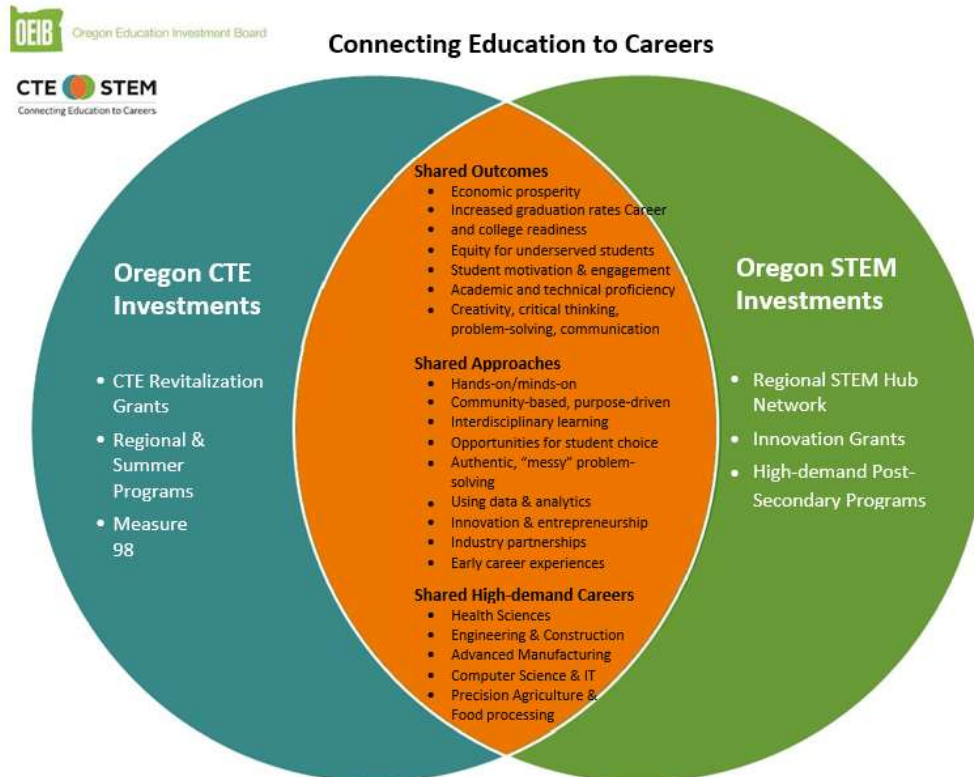 OEIB Oregon Education Investment Board
Connecting Education to Careers
CTE STEM
Connecting Education to Careers
Oregon CTE
Investments
• CTE Revitalization
Grants
• Regional &
Summer
Programs
• Measure
98
Shared Outcomes
• Economic prosperity
• Increased graduation rates Career
• and college readiness
• Equity for underserved students
• Student motivation & engagement
• Academic and technical proficiency
• Creativity, critical thinking,
problem-solving, communication
Shared Approaches
• Hands-on/minds-on
• Community-based, purpose-driven
• Interdisciplinary learning
• Opportunities for student choice
• Authentic, “messy” problem-
solving
• Using data & analytics
• Innovation & entrepreneurship
• Industry partnerships
• Early career experiences
Shared High-demand Careers
• Health Sciences
• Engineering & Construction
• Advanced Manufacturing
• Computer Science & IT
• Precision Agriculture &
Food processing
Oregon STEM
Investments
• Regional STEM Hub
Network
• Innovation Grants
• High-demand Post-
Secondary Programs